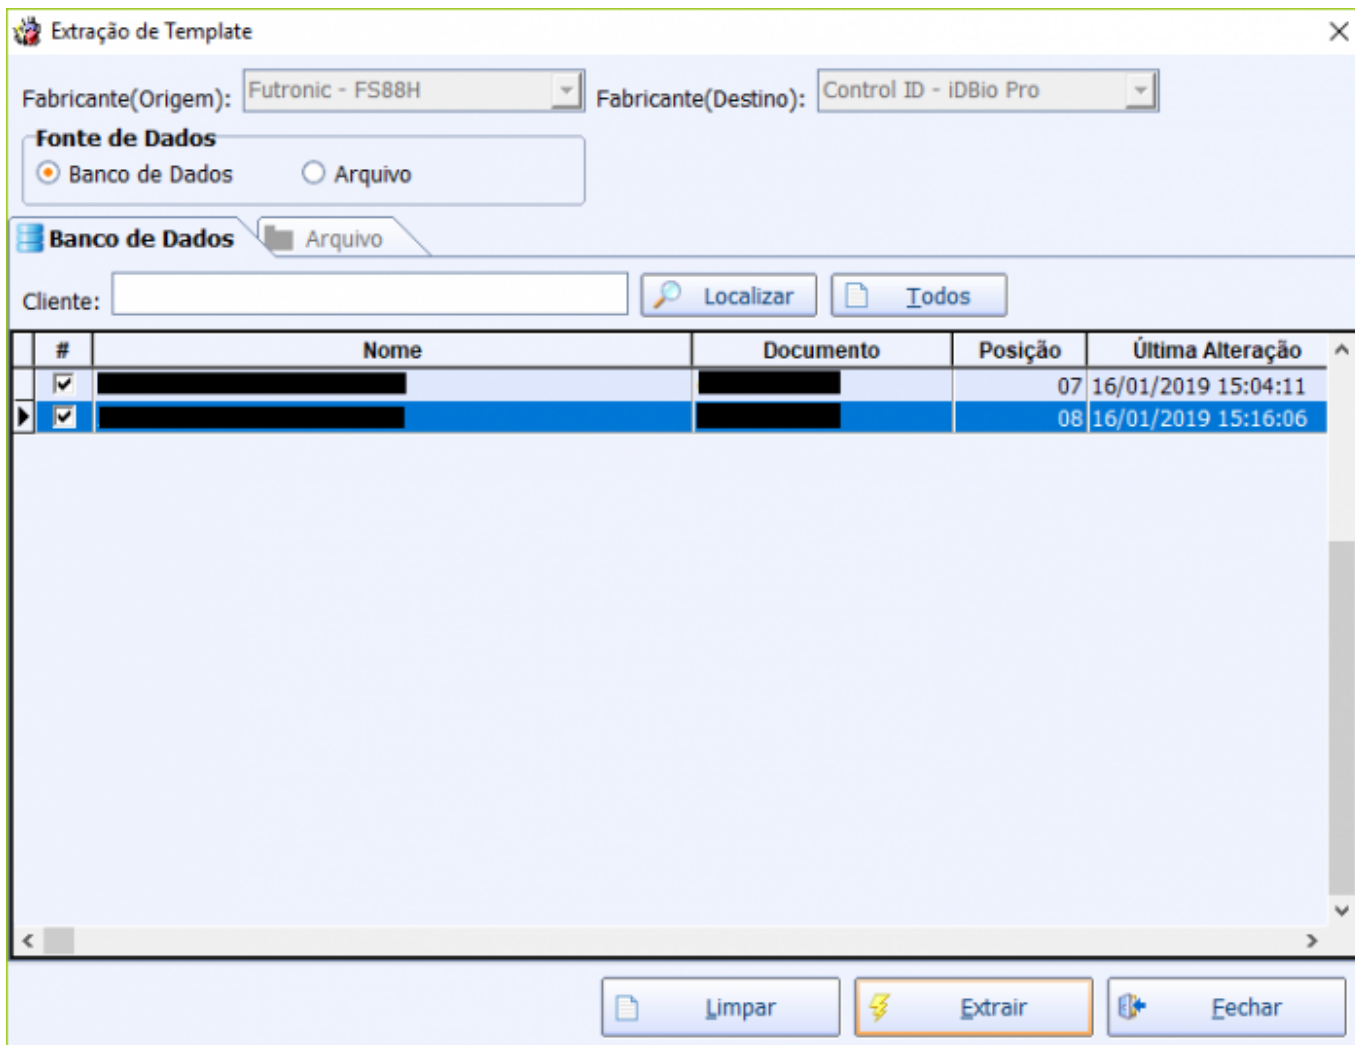 Extração de Template
Fabricante(Origem): Futronic - FS88H Fabricante(Destino): Control ID - iDBio Pro
Fonte de Dados
Banco de Dados Arquivo
Banco de Dados Arquivo
Cliente: Localizar Todos
# Nome Documento Posição Última Alteração
07 16/01/2019 15:04:11
08 16/01/2019 15:16:06
Limpar Extrair Fechar